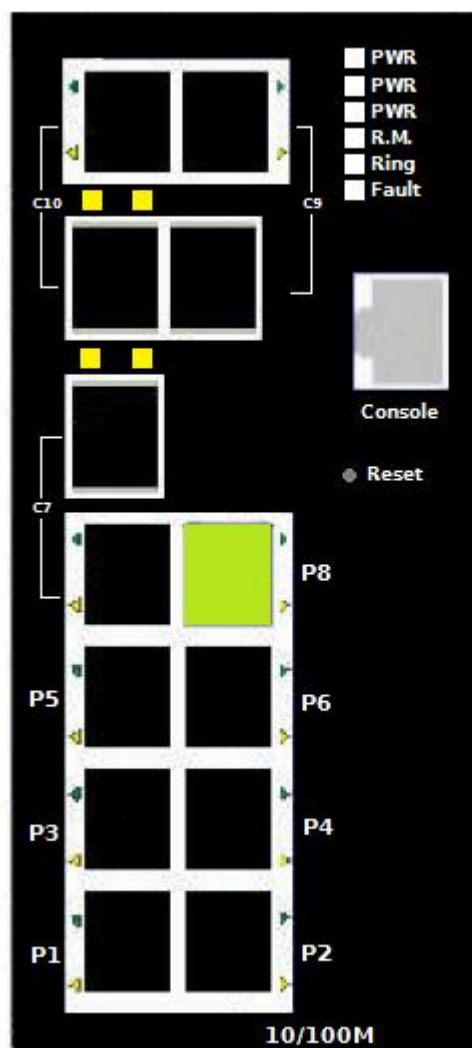 PWR
PWR
PWR
R.M.
Ring
Fault
C10
C9
Console
Reset
C7
P8
P5
P6
P3
P4
P1
P2
10/100M